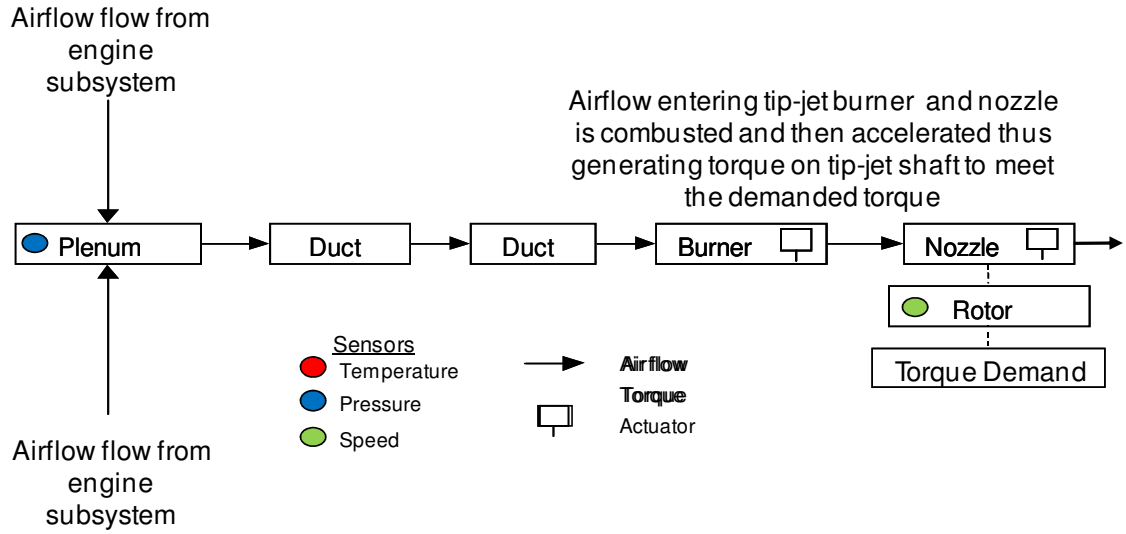 Airflow flow from
engine
subsystem
Airflow entering tip-jet burner and nozzle
is combusted and then accelerated thus
generating torque on tip-jet shaft to meet
the demanded torque
Plenum
Duct
Duct
Burner
Nozzle
Rotor
Torque Demand
Sensors
Temperature
Pressure
Speed
Airflow
Torque
Actuator
Airflow flow from
engine
subsystem